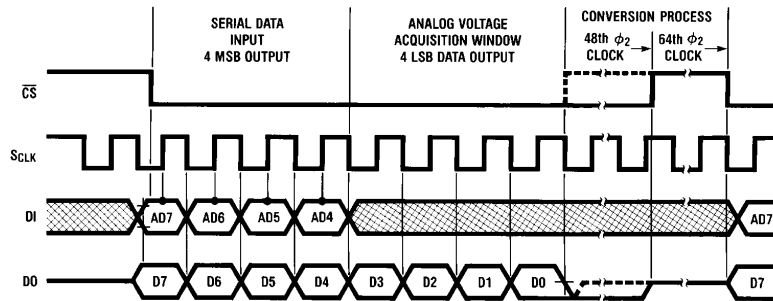 SERIAL DATA
INPUT
4 MSB OUTPUT
ANALOG VOLTAGE
ACQUISITION WINDOW
4 LSB DATA OUTPUT
CONVERSION PROCESS
48th ϕ2
CLOCK
64th ϕ2
CLOCK
CS
SCLK
DI
AD7 AD6 AD5 AD4 AD7
DO
D7 D6 D5 D4 D3 D2 D1 D0 D7